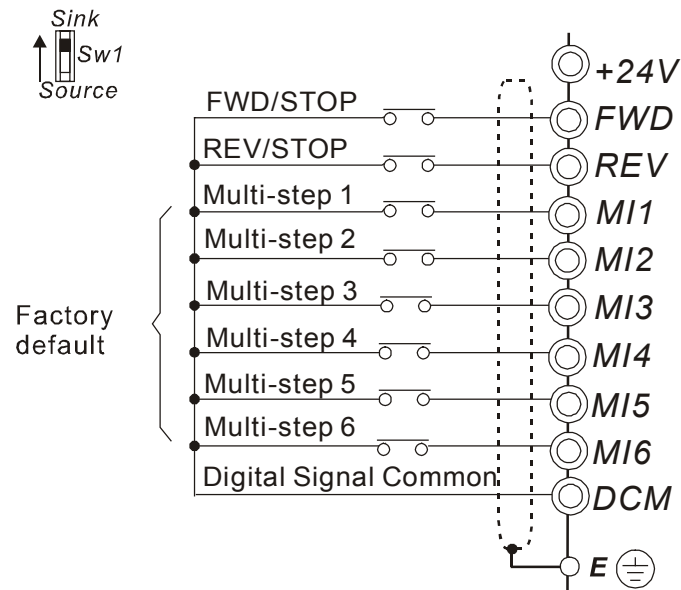 Sink
Sw1
Source
+24V
FWD/STOP
FWD
REV/STOP
REV
Multi-step 1
MI1
Multi-step 2
MI2
Multi-step 3
MI3
Factory
default
Multi-step 4
MI4
Multi-step 5
MI5
Multi-step 6
MI6
Digital Signal Common
DCM
E